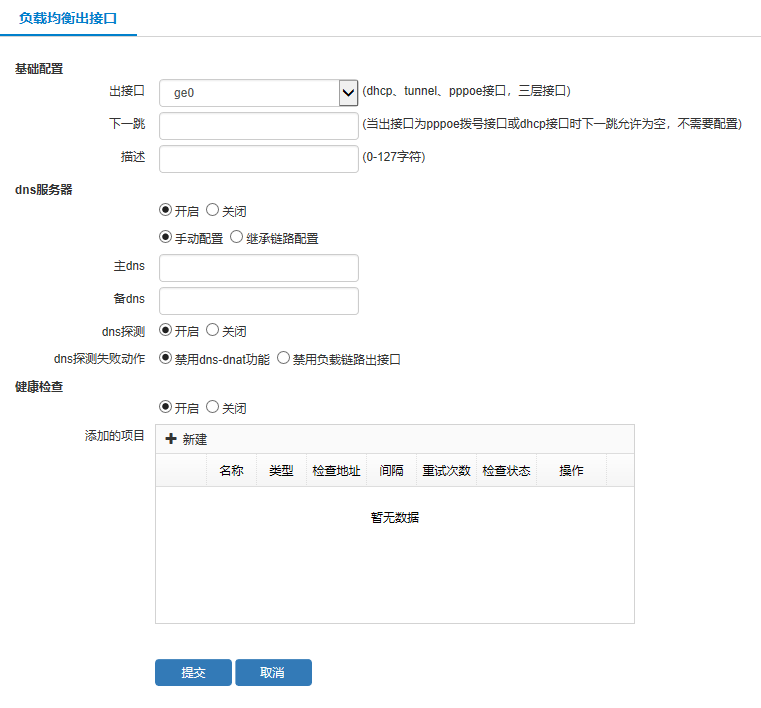 负载均衡出接口
基础配置
出接口 ge0 (dhcp、tunnel、pppoe接口，三层接口)
下一跳 (当出接口为pppoe拨号接口或dhcp接口时下一跳允许为空，不需要配置)
描述 (0-127字符)
dns服务器
开启 关闭
手动配置 继承链路配置
主dns
备dns
dns探测 开启 关闭
dns探测失败动作 禁用dns-dnat功能 禁用负载链路出接口
健康检查
开启 关闭
添加的项目 新建
名称 类型 检查地址 间隔 重试次数 检查状态 操作
暂无数据
提交 取消